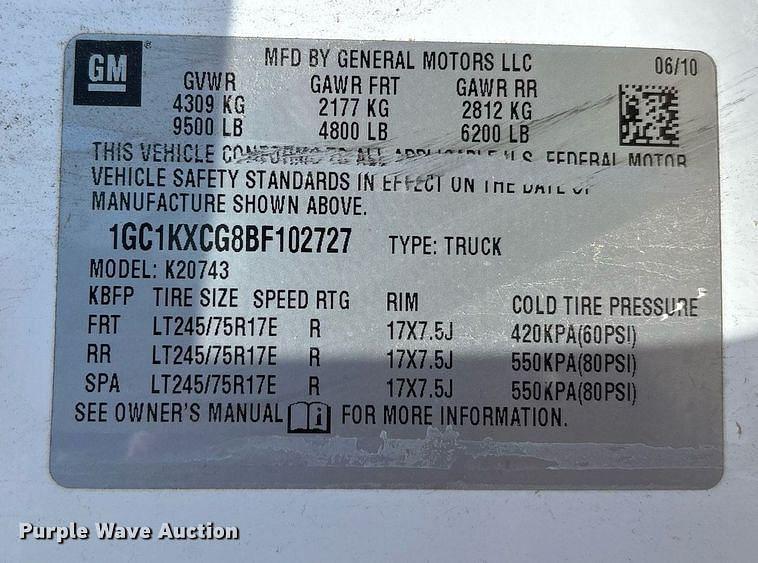 GM
®
MFD BY GENERAL MOTORS LLC 06/10
GVWR GAWR FRT GAWR RR
4309 KG 2177 KG 2812 KG
9500 LB 4800 LB 6200 LB
THIS VEHICLE CONFORMS TO ALL APPLICABLE U.S. FEDERAL MOTOR
VEHICLE SAFETY STANDARDS IN EFFECT ON THE DATE OF
MANUFACTURE SHOWN ABOVE.
1GC1KXCG8BF102727 TYPE: TRUCK
MODEL: K20743
KBFP TIRE SIZE SPEED RTG RIM COLD TIRE PRESSURE
FRT LT245/75R17E R 17X7.5J 420KPA(60PSI)
RR LT245/75R17E R 17X7.5J 550KPA(80PSI)
SPA LT245/75R17E R 17X7.5J 550KPA(80PSI)
SEE OWNER'S MANUAL i FOR MORE INFORMATION.
Purple Wave Auction